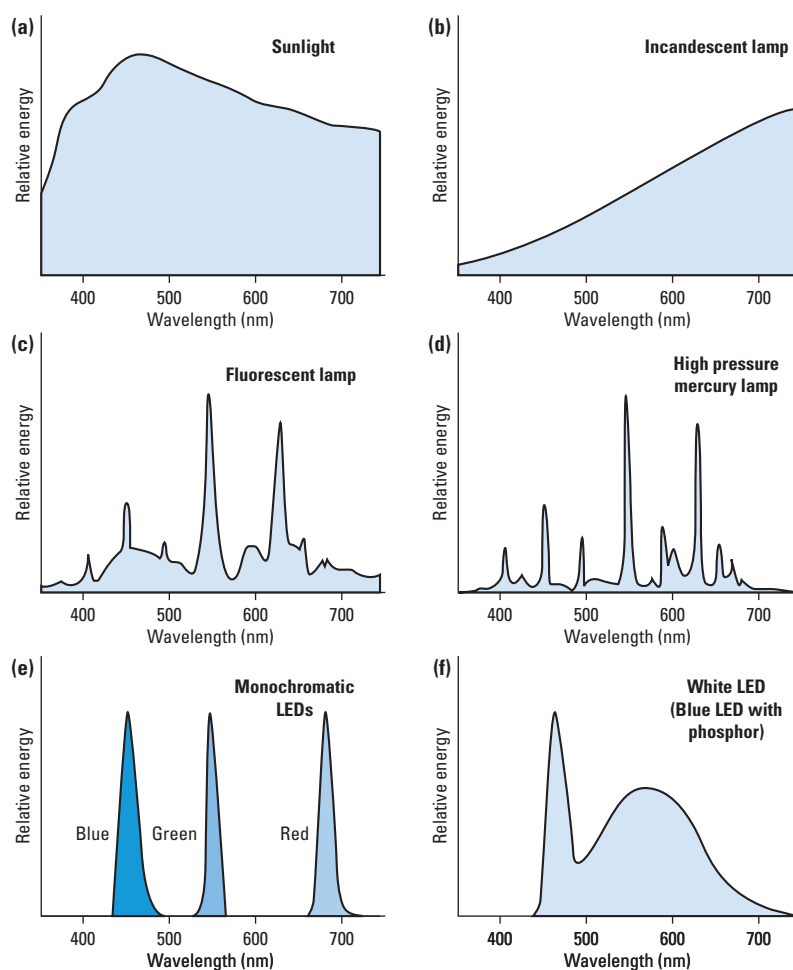 (a)
Sunlight
Relative energy
400 500 600 700
Wavelength (nm)
(b)
Incandescent lamp
Relative energy
400 500 600 700
Wavelength (nm)
(c)
Fluorescent lamp
Relative energy
400 500 600 700
Wavelength (nm)
(d)
High pressure
mercury lamp
Relative energy
400 500 600 700
Wavelength (nm)
(e)
Monochromatic
LEDs
Relative energy
Blue Green Red
400 500 600 700
Wavelength (nm)
(f)
White LED
(Blue LED with
phosphor)
Relative energy
400 500 600 700
Wavelength (nm)